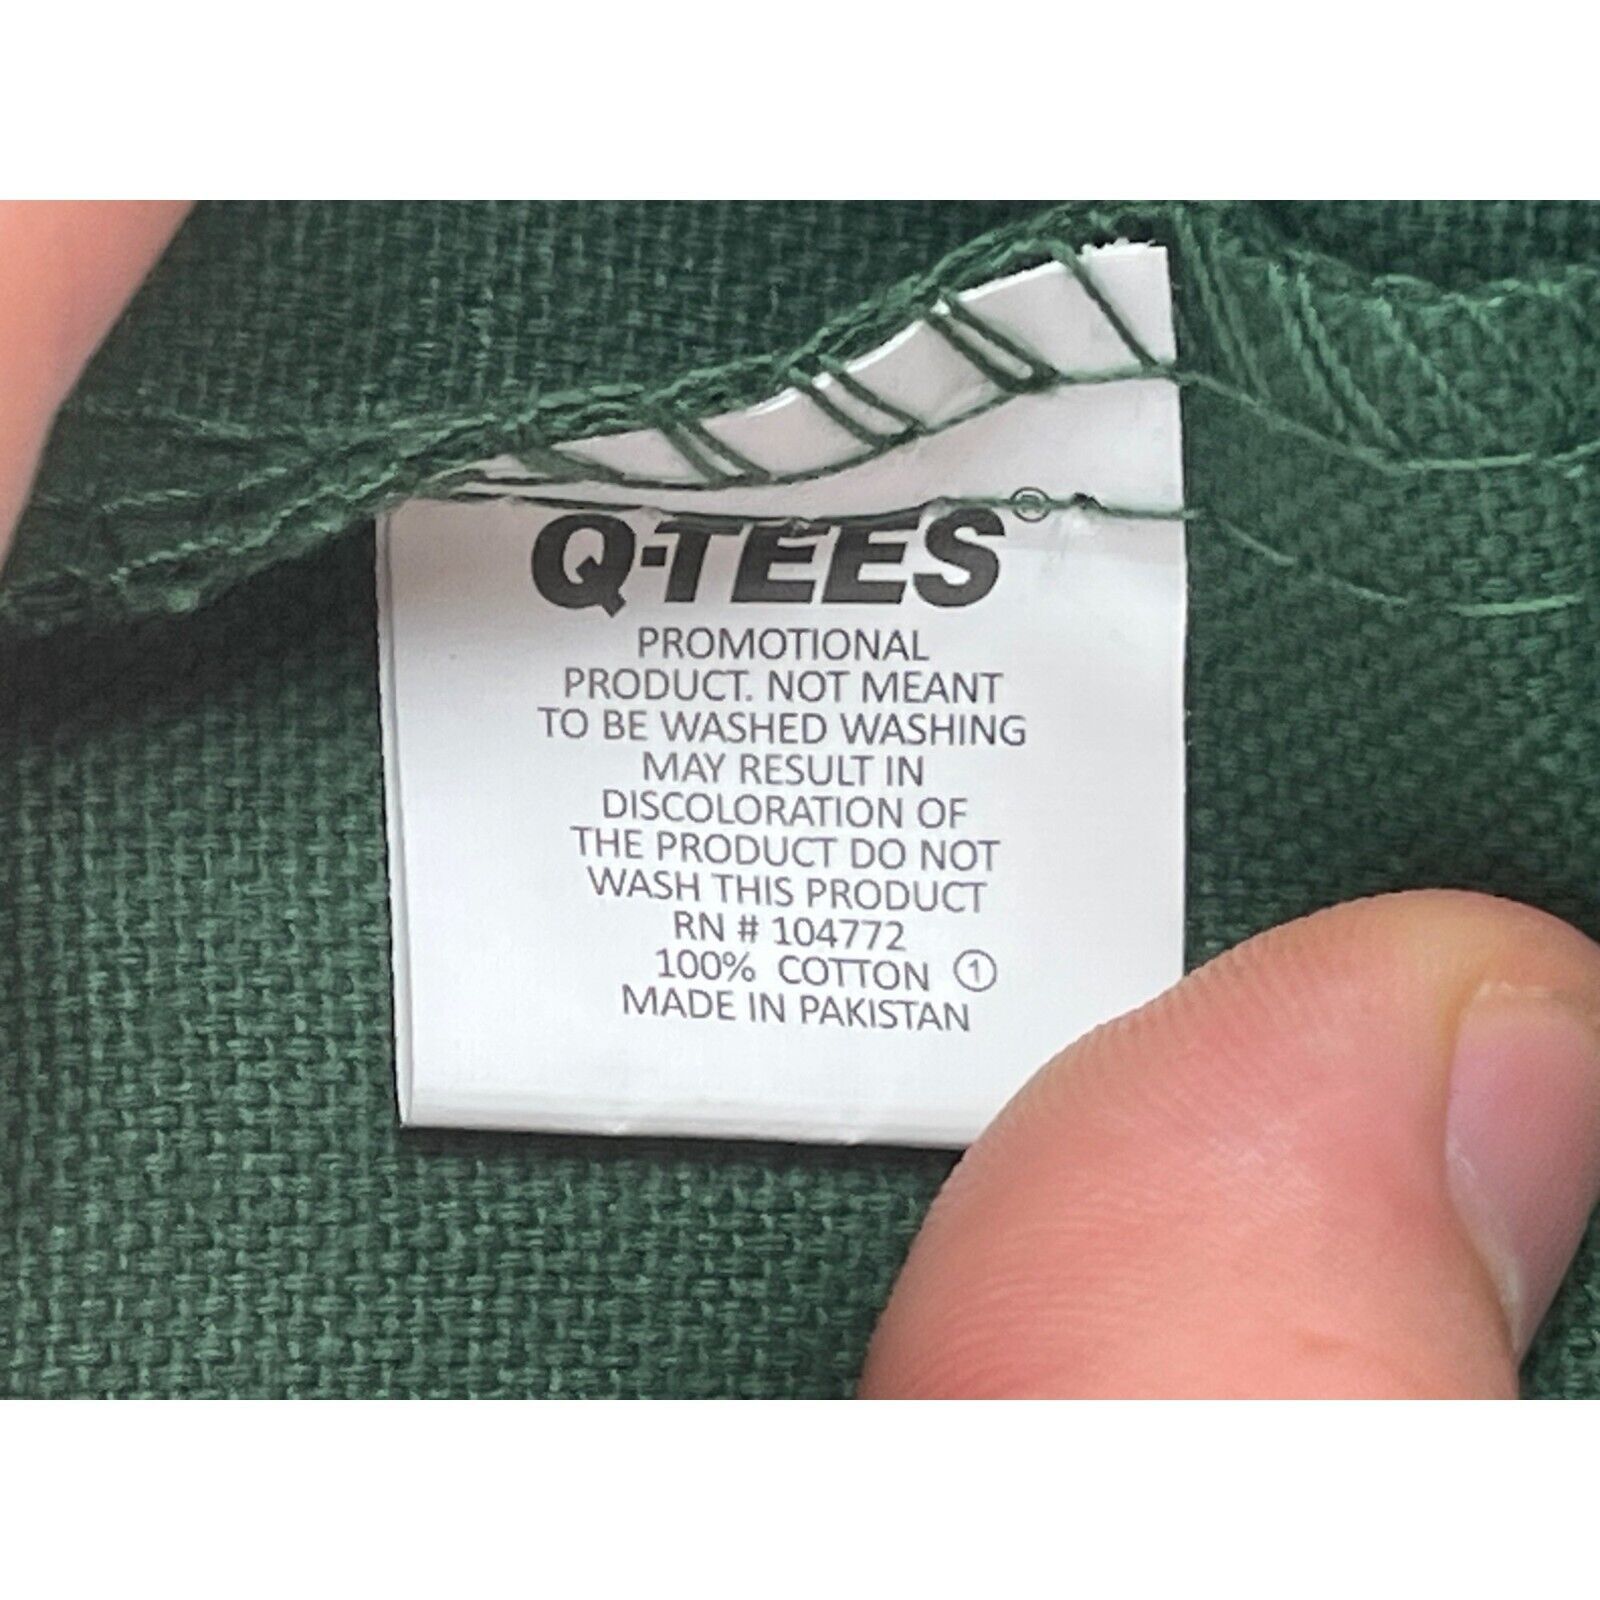 Q-TEES®
PROMOTIONAL
PRODUCT. NOT MEANT
TO BE WASHED WASHING
MAY RESULT IN
DISCOLORATION OF
THE PRODUCT DO NOT
WASH THIS PRODUCT
RN # 104772
100% COTTON ①
MADE IN PAKISTAN